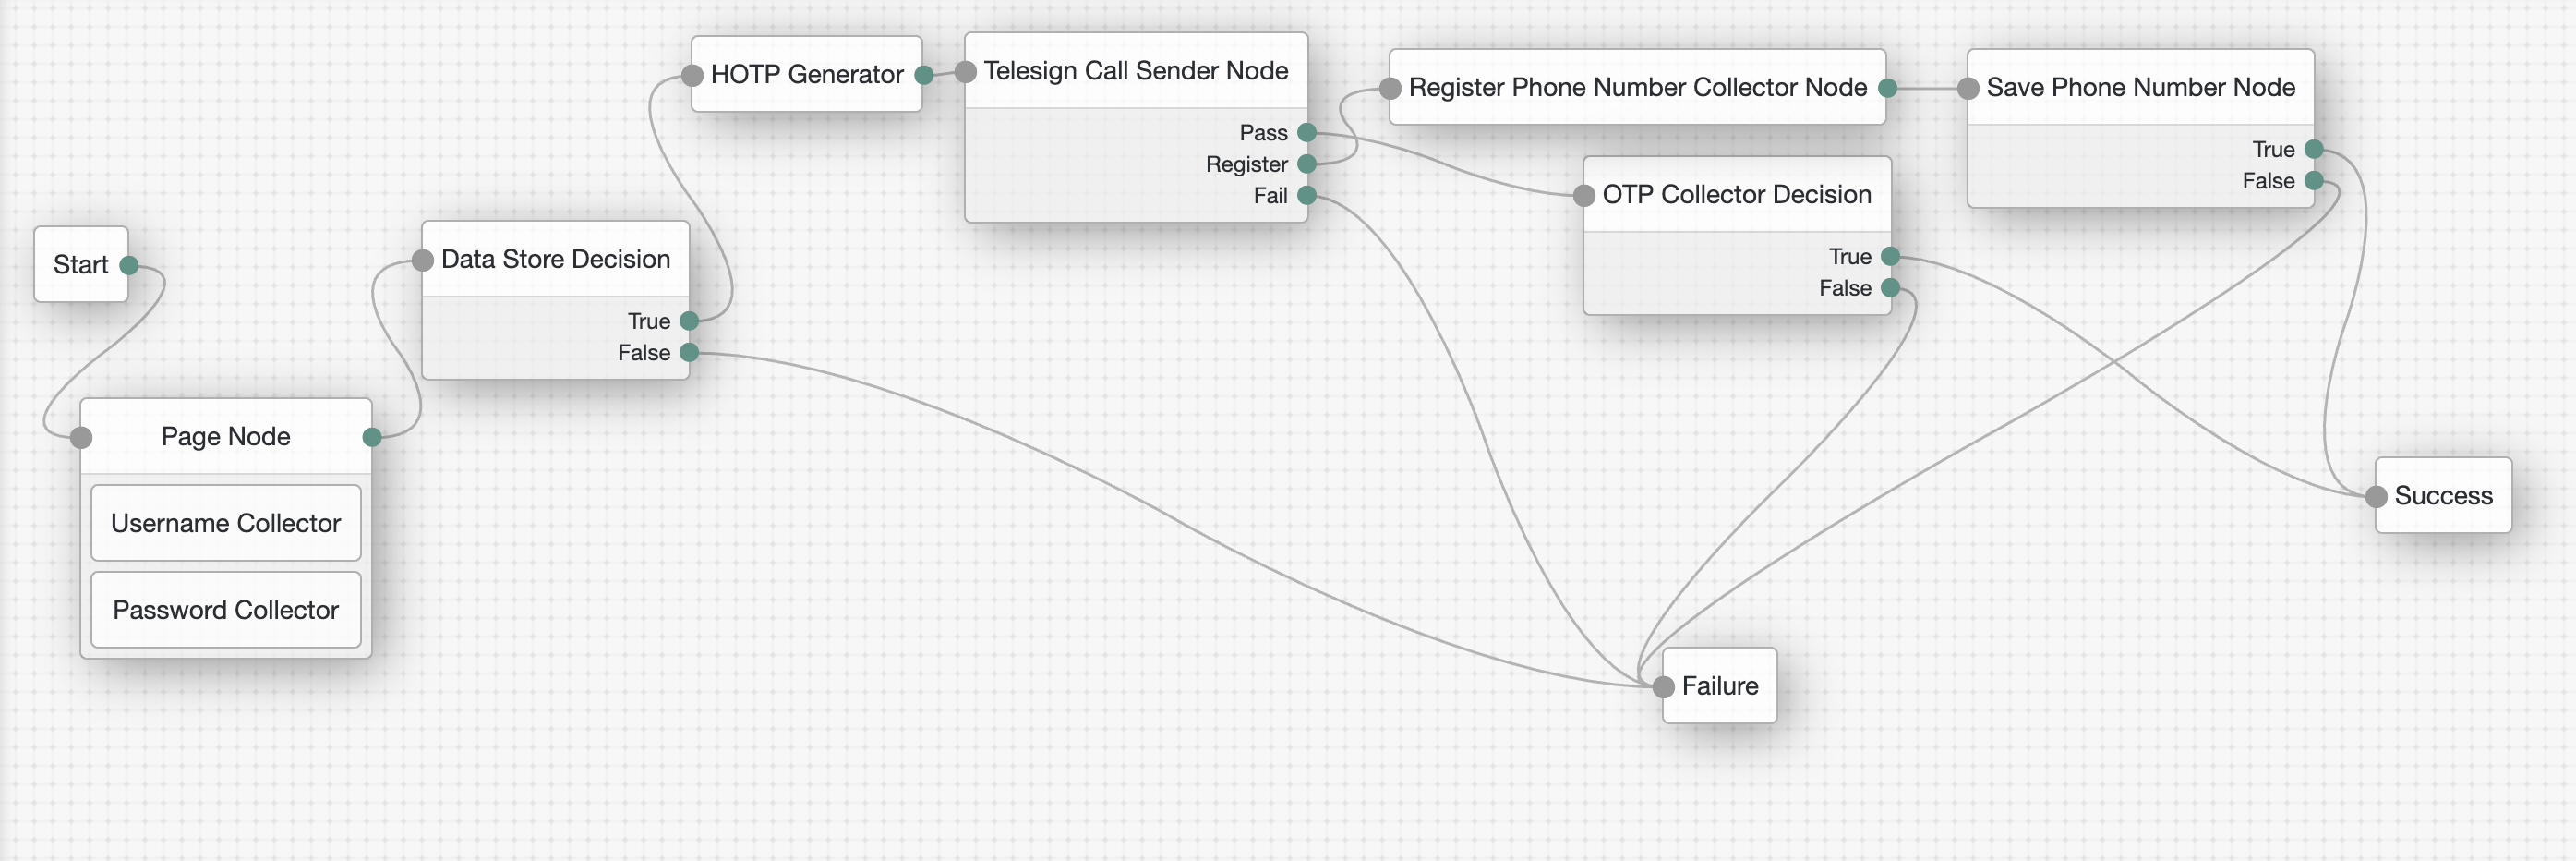 Start
Page Node
Username Collector
Password Collector
Data Store Decision
True
False
HOTP Generator
Telesign Call Sender Node
Pass
Register
Fail
Register Phone Number Collector Node
OTP Collector Decision
True
False
Save Phone Number Node
True
False
Success
Failure